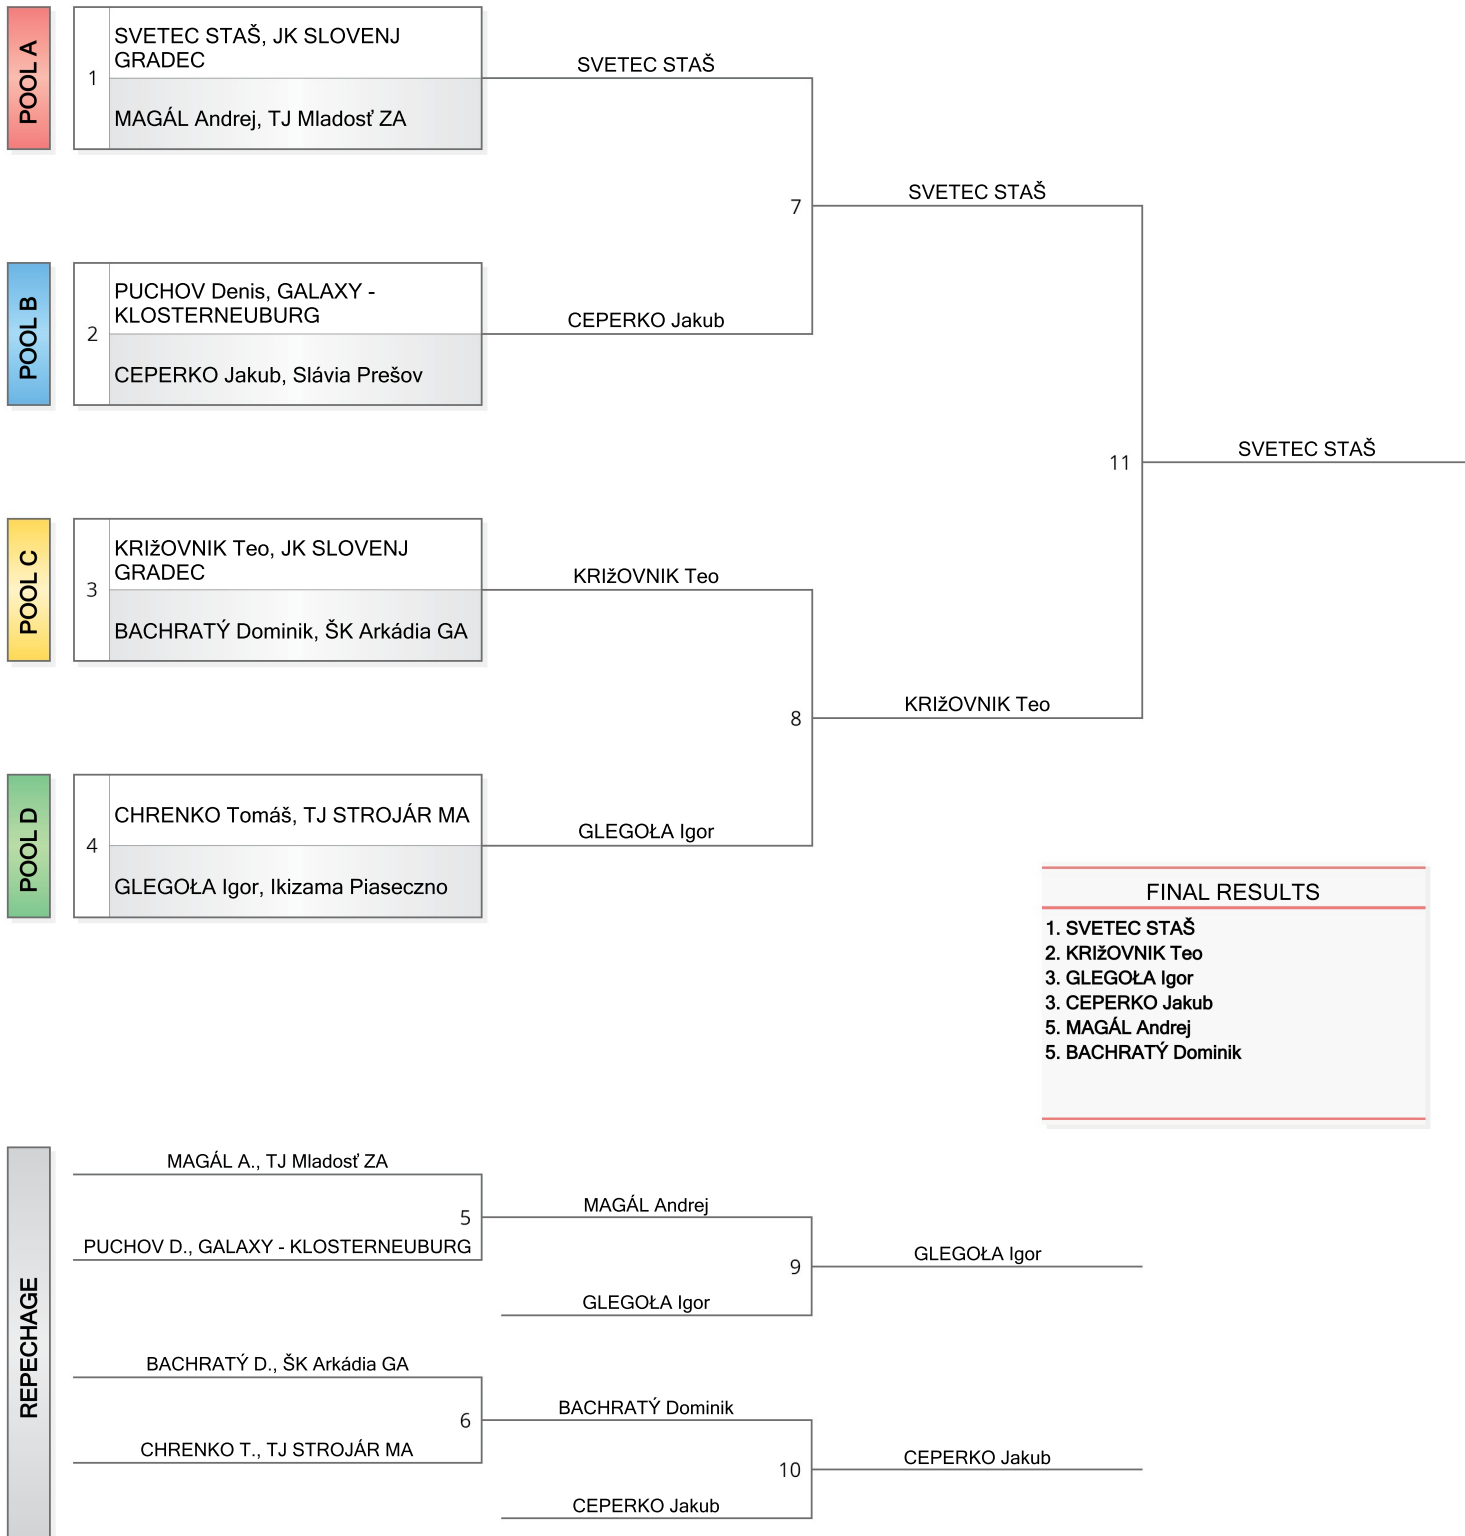 POOL A
1
SVETEC STAŠ, JK SLOVENJ
GRADEC
MAGÁL Andrej, TJ Mladosť ZA
SVETEC STAŠ
7
SVETEC STAŠ
POOL B
2
PUCHOV Denis, GALAXY -
KLOSTERNEUBURG
CEPERKO Jakub, Slávia Prešov
CEPERKO Jakub
11
SVETEC STAŠ
POOL C
3
KRIžOVNIK Teo, JK SLOVENJ
GRADEC
BACHRATÝ Dominik, ŠK Arkádia GA
KRIžOVNIK Teo
8
KRIžOVNIK Teo
POOL D
4
CHRENKO Tomáš, TJ STROJÁR MA
GLEGOŁA Igor, Ikizama Piaseczno
GLEGOŁA Igor
FINAL RESULTS
1. SVETEC STAŠ
2. KRIžOVNIK Teo
3. GLEGOŁA Igor
3. CEPERKO Jakub
5. MAGÁL Andrej
5. BACHRATÝ Dominik
REPECHAGE
MAGÁL A., TJ Mladosť ZA
5
PUCHOV D., GALAXY - KLOSTERNEUBURG
MAGÁL Andrej
9
GLEGOŁA Igor
GLEGOŁA Igor
BACHRATÝ D., ŠK Arkádia GA
6
CHRENKO T., TJ STROJÁR MA
BACHRATÝ Dominik
10
CEPERKO Jakub
CEPERKO Jakub